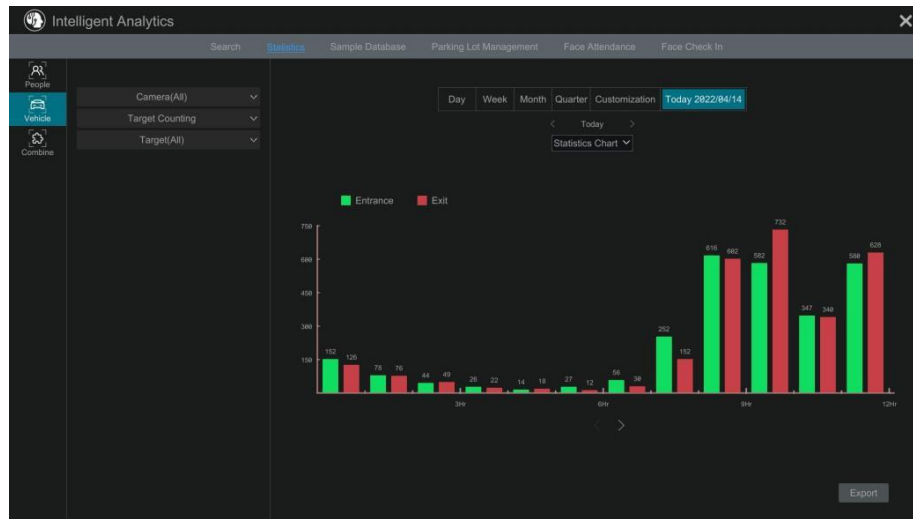 Intelligent Analytics
Search Statistics Sample Database Parking Lot Management Face Attendance Face Check In
People
Vehicle
Combine
Camera(All)
Target Counting
Target(All)
Day Week Month Quarter Customization Today 2022/04/14
Today
Statistics Chart
Entrance Exit
750
600
450
300
150
152 126 78 76 44 49 26 22 14 18 27 12 56 30 252 152 616 602 582 732 347 340 580 628
3Hr 6Hr 9Hr 12Hr
Export